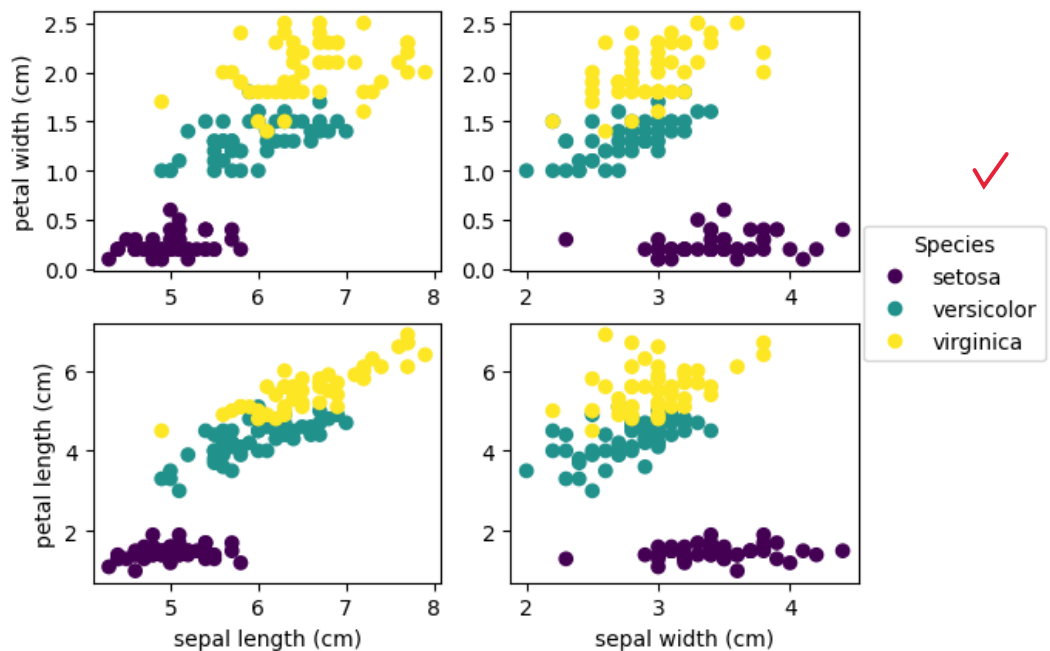 petal width (cm)
2.5
2.0
1.5
1.0
0.5
0.0
5 6 7 8
2.5
2.0
1.5
1.0
0.5
0.0
2 3 4
Species
setosa
versicolor
virginica
petal length (cm)
6
4
2
5 6 7 8
sepal length (cm)
6
4
2
2 3 4
sepal width (cm)